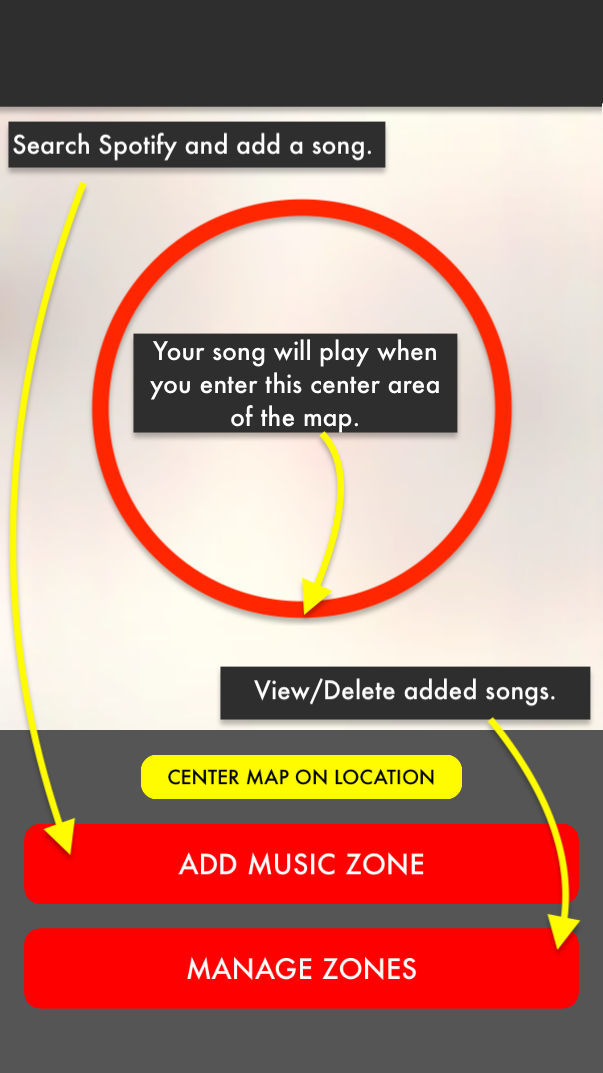 Search Spotify and add a song.
Your song will play when
you enter this center area
of the map.
View/Delete added songs.
CENTER MAP ON LOCATION
ADD MUSIC ZONE
MANAGE ZONES